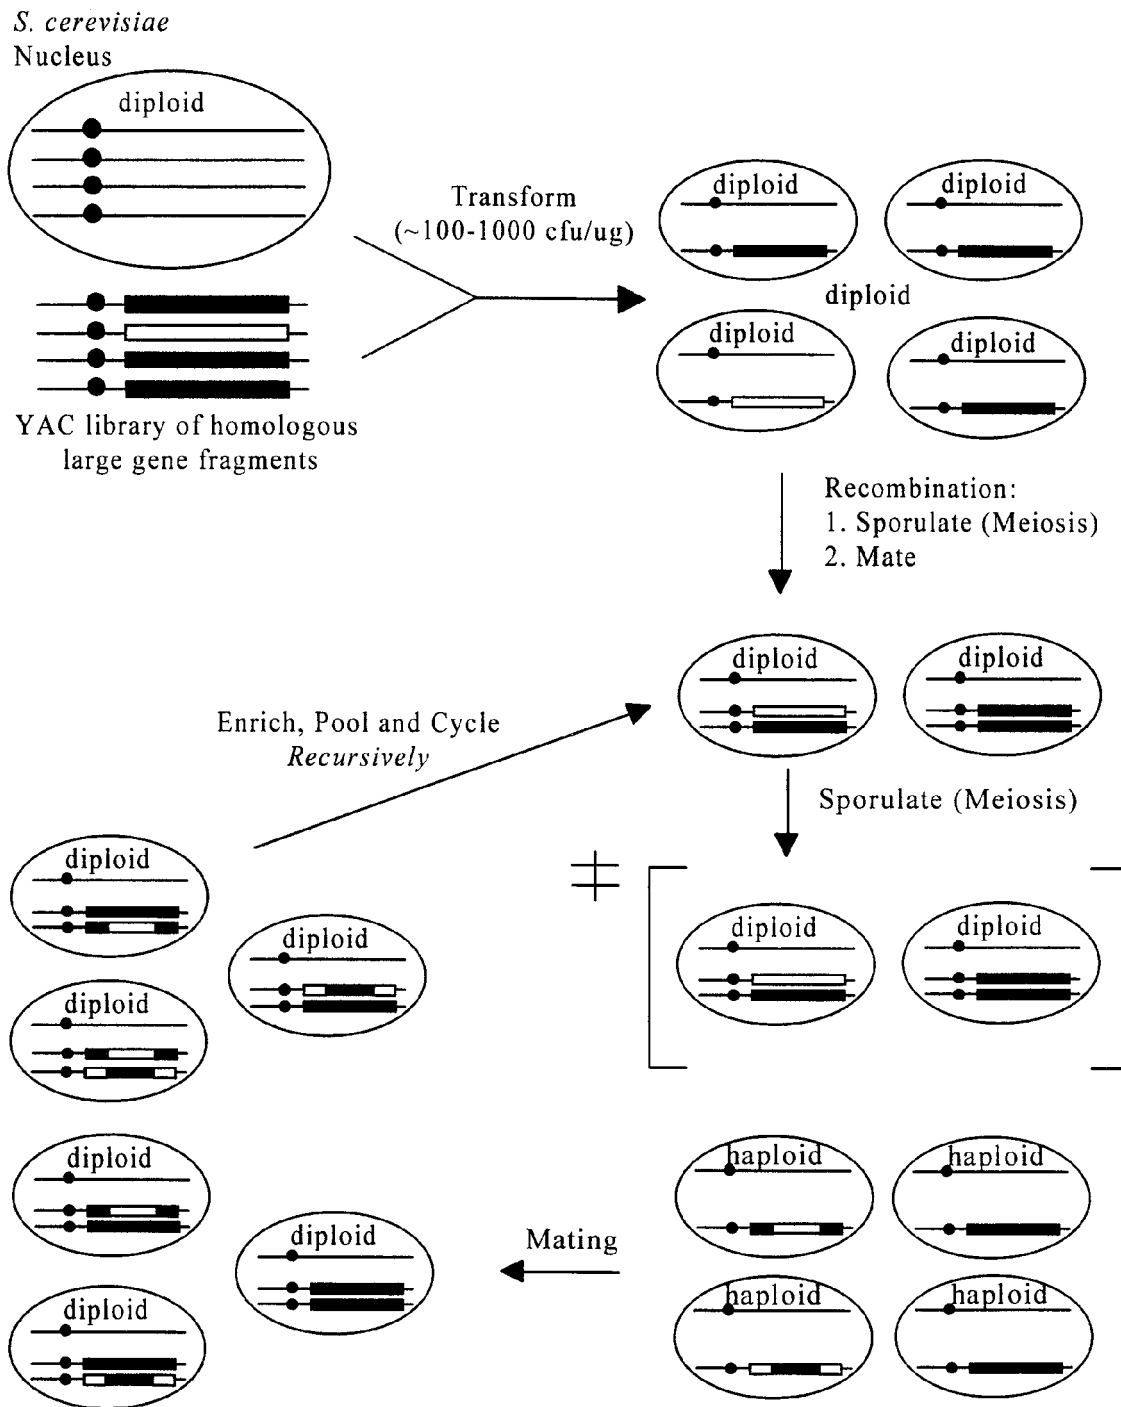 S. cerevisiae
Nucleus
diploid
YAC library of homologous
large gene fragments
Transform
(~100-1000 cfu/ug)
diploid
diploid
diploid
diploid
diploid
Recombination:
1. Sporulate (Meiosis)
2. Mate
diploid
diploid
Enrich, Pool and Cycle
Recursively
Sporulate (Meiosis)
diploid
diploid
diploid
diploid
diploid
haploid
haploid
haploid
haploid
Mating
diploid
diploid
diploid